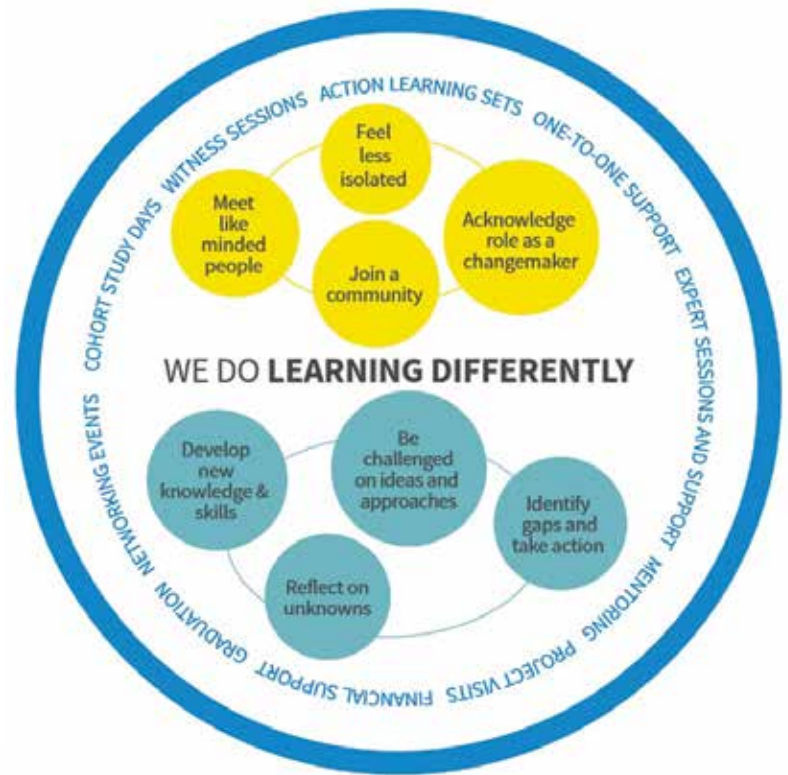 COHORT STUDY DAYS WITNESS SESSIONS ACTION LEARNING SETS ONE-TO-ONE SUPPORT EXPERT SESSIONS AND SUPPORT MENTORING PROJECT VISITS FINANCIAL SUPPORT GRADUATION NETWORKING EVENTS
Feel
less
isolated
Meet
like
minded
people
Acknowledge
role as a
changemaker
Join a
community
WE DO LEARNING DIFFERENTLY
Develop
new
knowledge &
skills
Be
challenged
on ideas and
approaches
Identify
gaps and
take action
Reflect on
unknowns